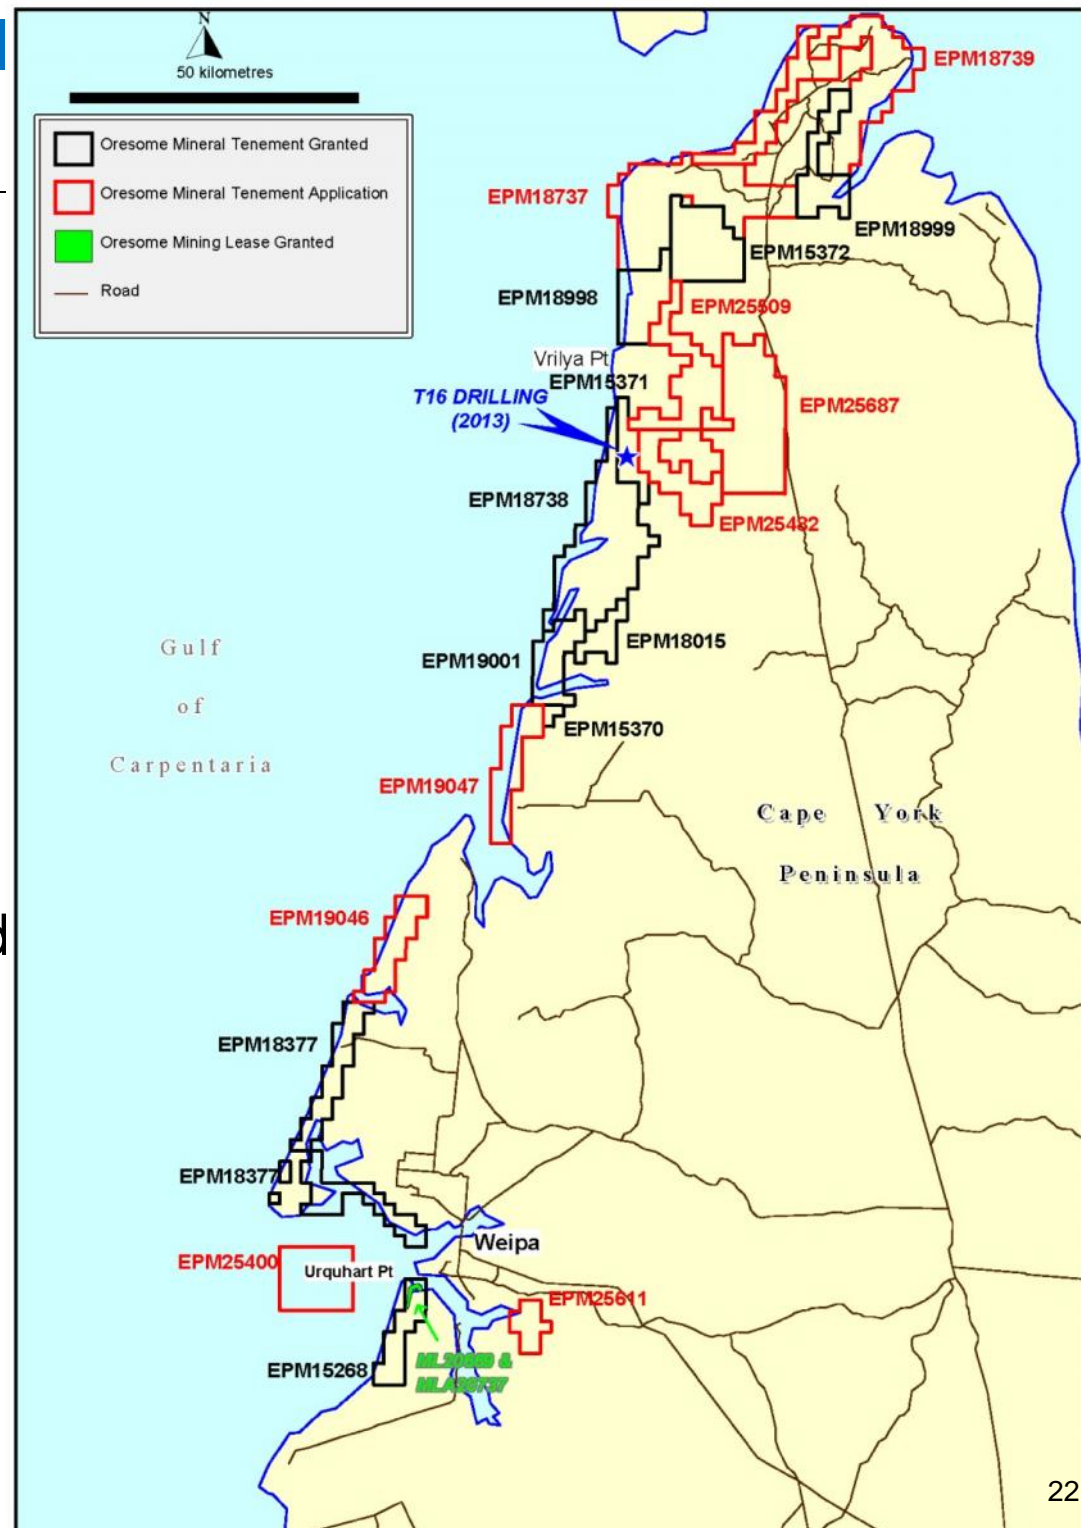 N
50 kilometres
Oresome Mineral Tenement Granted
Oresome Mineral Tenement Application
Oresome Mining Lease Granted
Road
EPM18739
EPM18737
EPM18999
EPM15372
EPM18998
EPM25509
Vrilya Pt
EPM15371
T16 DRILLING
(2013)
EPM25687
EPM18738
EPM25482
EPM18015
EPM19001
Gulf
of
Carpentaria
EPM15370
EPM19047
Cape York
Peninsula
EPM19046
d
EPM18377
EPM18377
Weipa
EPM25400
Urquhart Pt
EPM25611
EPM15268
&
22